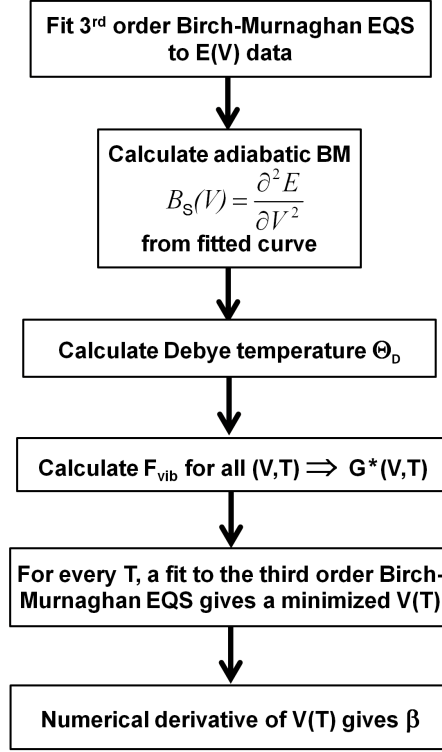 Fit 3rd order Birch-Murnaghan EQS
to E(V) data
Calculate adiabatic BM
B_S(V) = ∂²E / ∂V²
from fitted curve
Calculate Debye temperature Θ_D
Calculate F_vib for all (V,T) ⇒ G*(V,T)
For every T, a fit to the third order Birch-
Murnaghan EQS gives a minimized V(T)
Numerical derivative of V(T) gives β